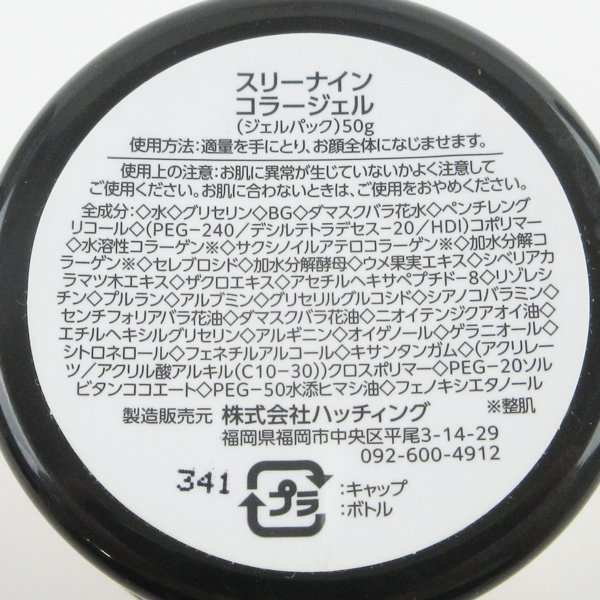 スリーナイン
コラージェル
(ジェルパック)50g
使用方法:適量を手にとり、お顔全体になじませます。
使用上の注意:お肌に異常が生じていないかよく注意して
ご使用ください。お肌に合わないときは、ご使用をおやめください。
全成分:◇水◇グリセリン◇BG◇ダマスクバラ花水◇ペンチレング
リコール◇(PEG-240/デシルテトラデセス-20/HDI)コポリマー
◇水溶性コラーゲン※◇サクシノイルアテロコラーゲン※◇加水分解コ
ラーゲン※◇セレブロシド◇加水分解酵母◇ウメ果実エキス◇シベリアカ
ラマツ木エキス◇ザクロエキス◇アセチルヘキサペプチド-8◇リゾレシ
チン◇プルラン◇アルブミン◇グリセリルグルコシド◇シアノコバラミン◇
センチフォリアバラ花油◇ダマスクバラ花油◇ニオイテンジクアオイ油◇
エチルヘキシルグリセリン◇アルギニン◇オイゲノール◇ゲラニオール◇
シトロネロール◇フェネチルアルコール◇キサンタンガム◇(アクリレー
ツ/アクリル酸アルキル(C10-30))クロスポリマー◇PEG-20ソル
ビタンココエート◇PEG-50水添ヒマシ油◇フェノキシエタノール
※整肌
製造販売元 株式会社ハッチィング
福岡県福岡市中央区平尾3-14-29
092-600-4912
341 プラ :キャップ
:ボトル